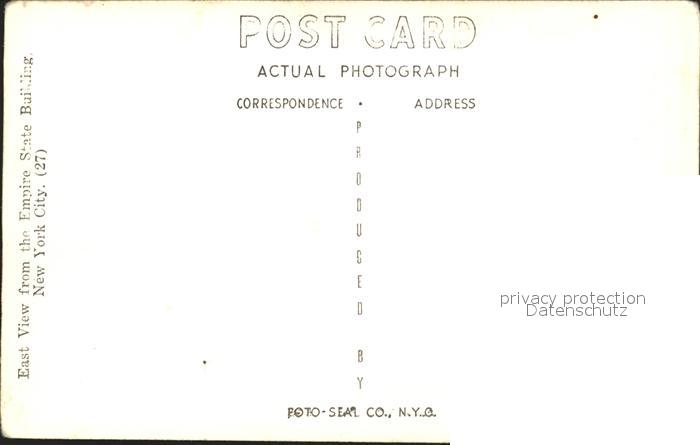 POST CARD
ACTUAL PHOTOGRAPH
CORRESPONDENCE • ADDRESS
PRODUCED BY
FOTO-SEAL CO., N.Y.C.
East View from the Empire State Building,
New York City. (27)
privacy protection
Datenschutz